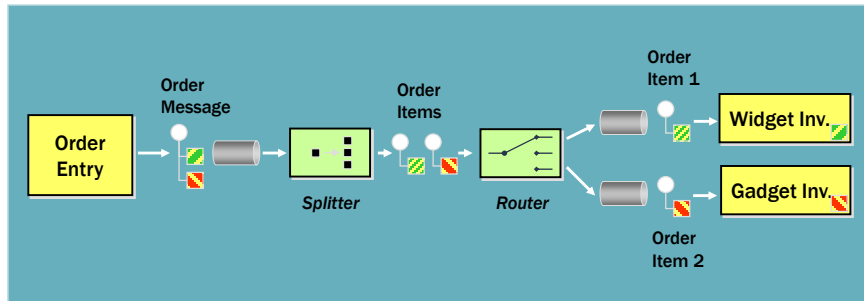 Order
Entry
Order
Message
Splitter
Order
Items
Router
Order
Item 1
Widget Inv.
Gadget Inv.
Order
Item 2